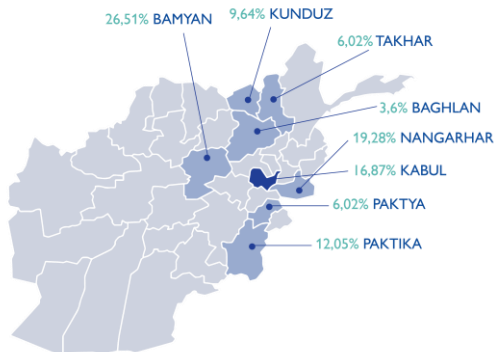 26,51% BAMYAN
9,64% KUNDUZ
6,02% TAKHAR
3,6% BAGHLAN
19,28% NANGARHAR
16,87% KABUL
6,02% PAKTYA
12,05% PAKTIKA